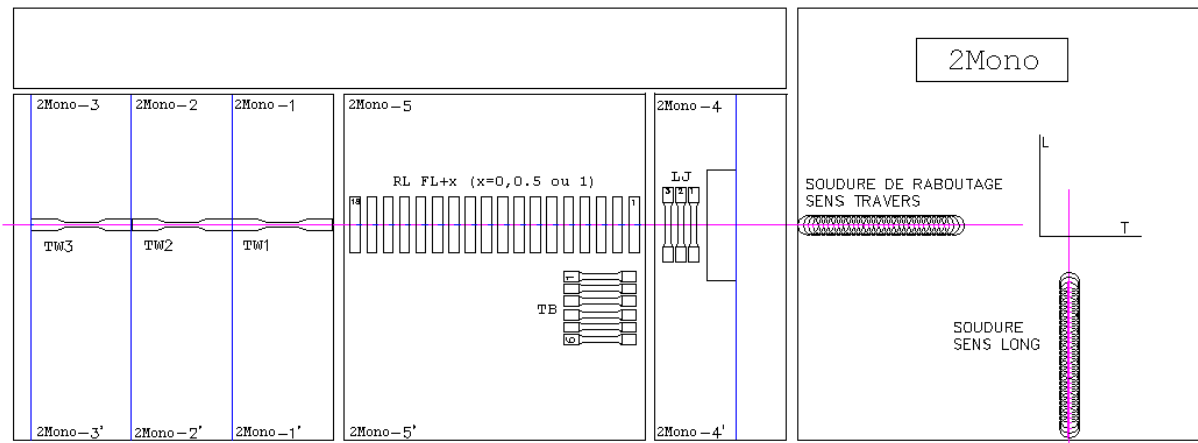 2Mono
2Mono-3
2Mono-2
2Mono-1
2Mono-5
2Mono-4
RL FL+x (x=0,0.5 ou 1)
18
1
LJ
3
2
1
TW3
TW2
TW1
TB
1
6
L
T
SOUDURE DE RABOUTAGE
SENS TRAVERS
SOUDURE
SENS LONG
2Mono-3'
2Mono-2'
2Mono-1'
2Mono-5'
2Mono-4'